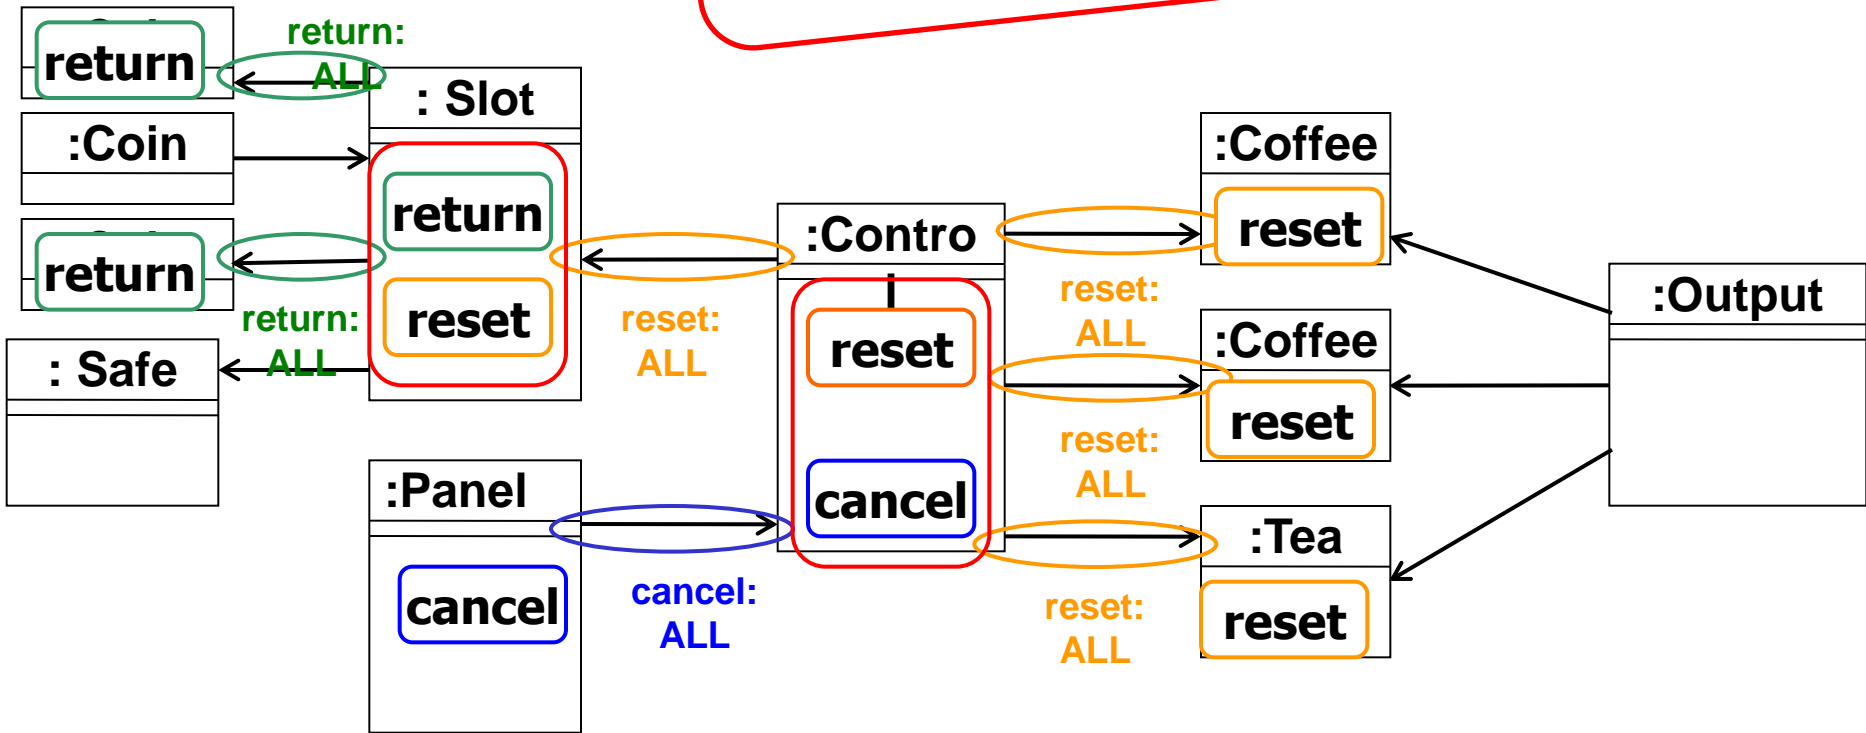 return
return:
ALL
: Slot
:Coin
return
return
return:
ALL
reset
: Safe
reset:
ALL
:Contro
reset
cancel
:Panel
cancel
cancel:
ALL
:Coffee
reset
reset:
ALL
:Coffee
reset
reset:
ALL
:Tea
reset
reset:
ALL
:Output